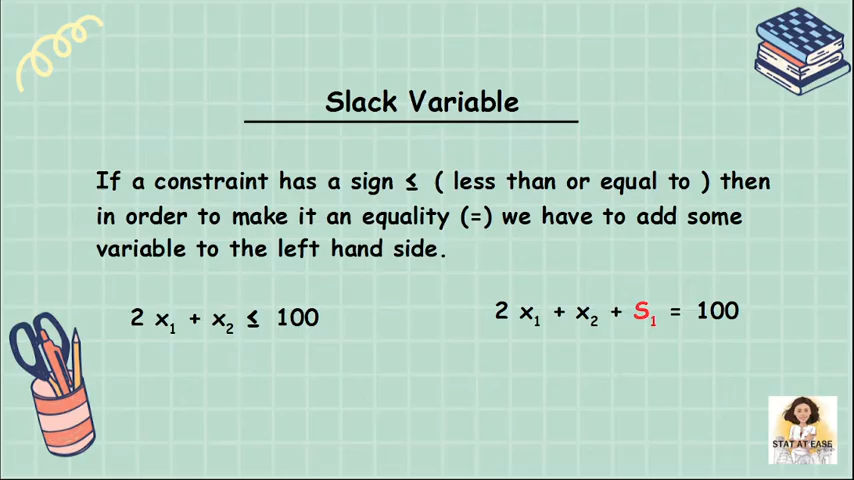 Slack Variable
If a constraint has a sign ≤ ( less than or equal to ) then
in order to make it an equality (=) we have to add some
variable to the left hand side.
2 x₁ + x₂ ≤ 100
2 x₁ + x₂ + S₁ = 100
STAT AT EASE